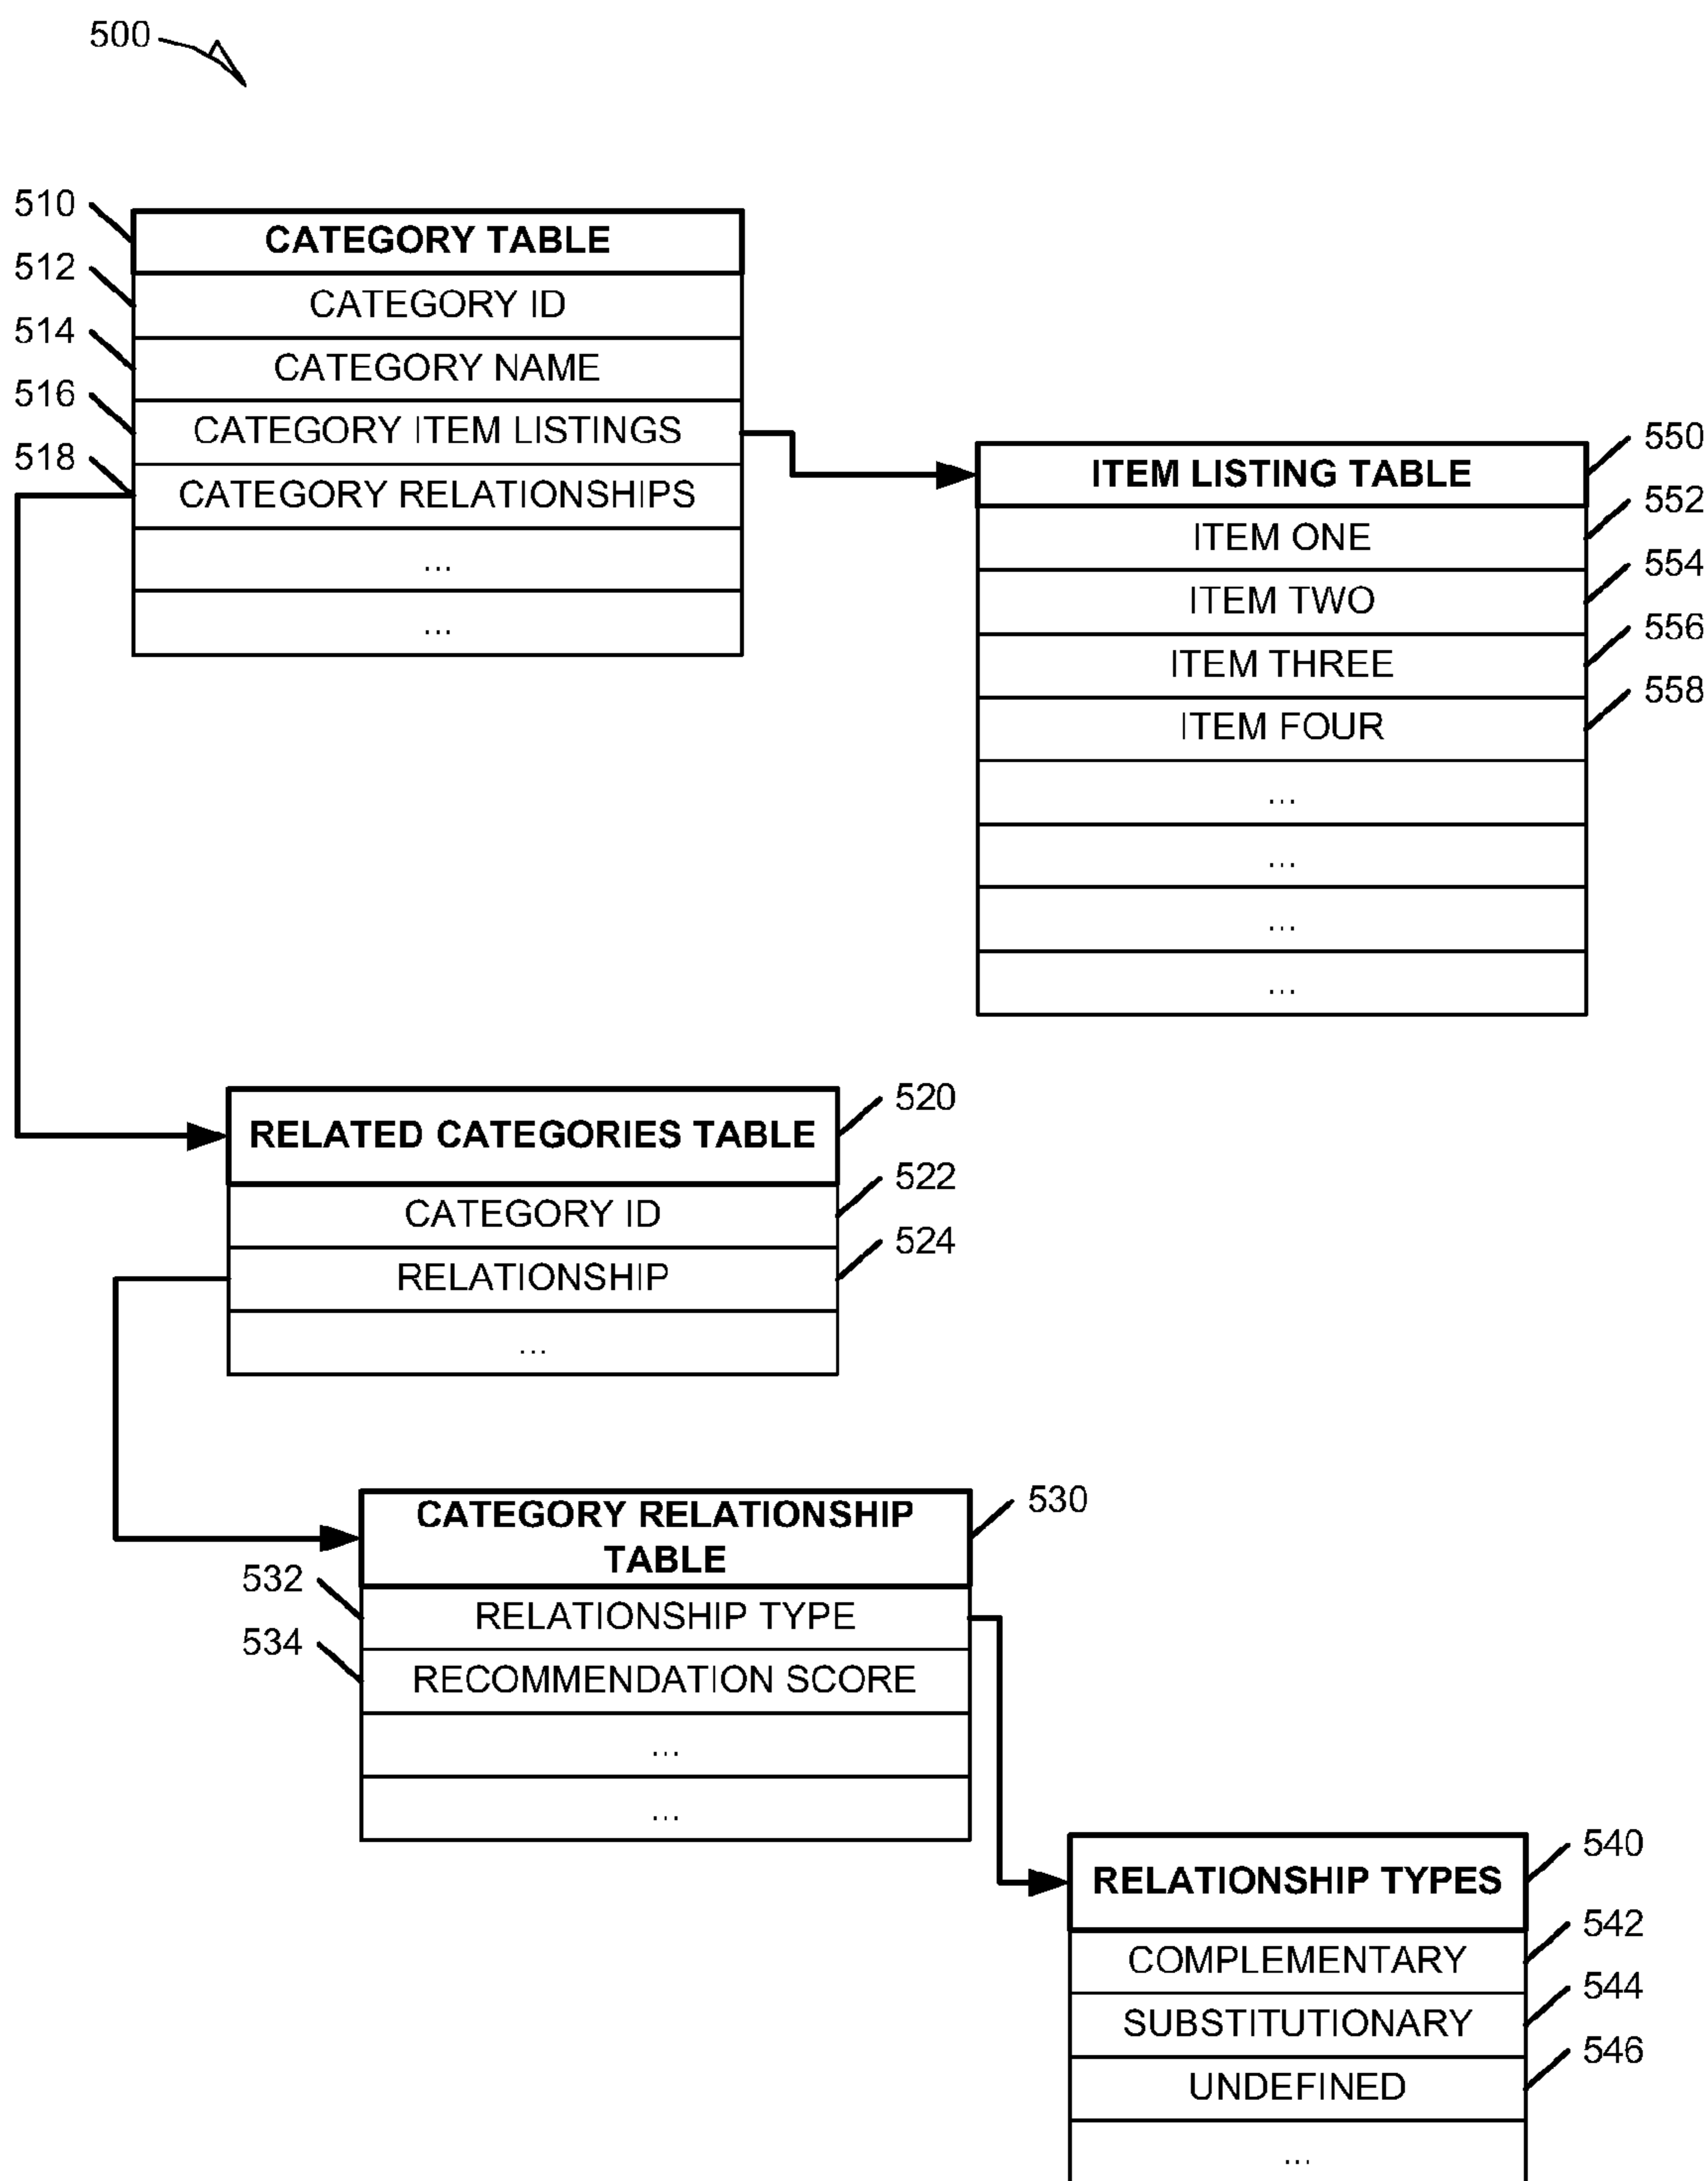 500
510
CATEGORY TABLE
512
CATEGORY ID
514
CATEGORY NAME
516
CATEGORY ITEM LISTINGS
518
CATEGORY RELATIONSHIPS
...
...
550
ITEM LISTING TABLE
552
ITEM ONE
554
ITEM TWO
556
ITEM THREE
558
ITEM FOUR
...
...
...
...
520
RELATED CATEGORIES TABLE
522
CATEGORY ID
524
RELATIONSHIP
...
530
CATEGORY RELATIONSHIP
TABLE
532
RELATIONSHIP TYPE
534
RECOMMENDATION SCORE
...
...
540
RELATIONSHIP TYPES
542
COMPLEMENTARY
544
SUBSTITUTIONARY
546
UNDEFINED
...